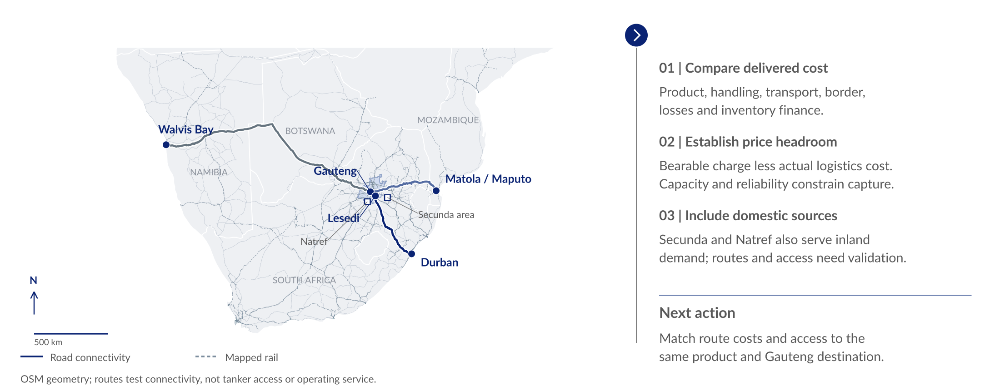 Walvis Bay
BOTSWANA
MOZAMBIQUE
NAMIBIA
Gauteng
Matola / Maputo
Lesedi
Secunda area
Natref
Durban
SOUTH AFRICA
N
500 km
Road connectivity
Mapped rail
OSM geometry; routes test connectivity, not tanker access or operating service.
01 | Compare delivered cost
Product, handling, transport, border,
losses and inventory finance.
02 | Establish price headroom
Bearable charge less actual logistics cost.
Capacity and reliability constrain capture.
03 | Include domestic sources
Secunda and Natref also serve inland
demand; routes and access need validation.
Next action
Match route costs and access to the
same product and Gauteng destination.